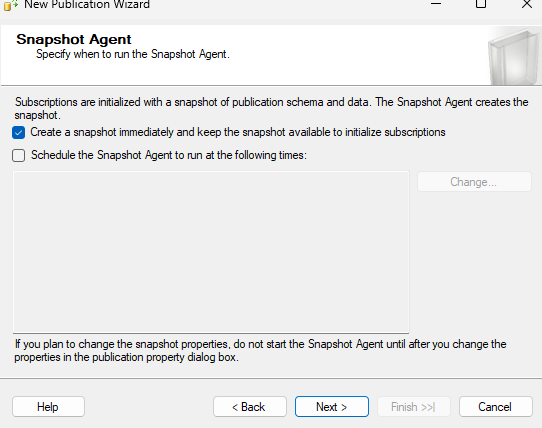 New Publication Wizard
Snapshot Agent
Specify when to run the Snapshot Agent.
Subscriptions are initialized with a snapshot of publication schema and data. The Snapshot Agent creates the
snapshot.
Create a snapshot immediately and keep the snapshot available to initialize subscriptions
Schedule the Snapshot Agent to run at the following times:
Change...
If you plan to change the snapshot properties, do not start the Snapshot Agent until after you change the
properties in the publication property dialog box.
Help
< Back
Next >
Finish >>|
Cancel